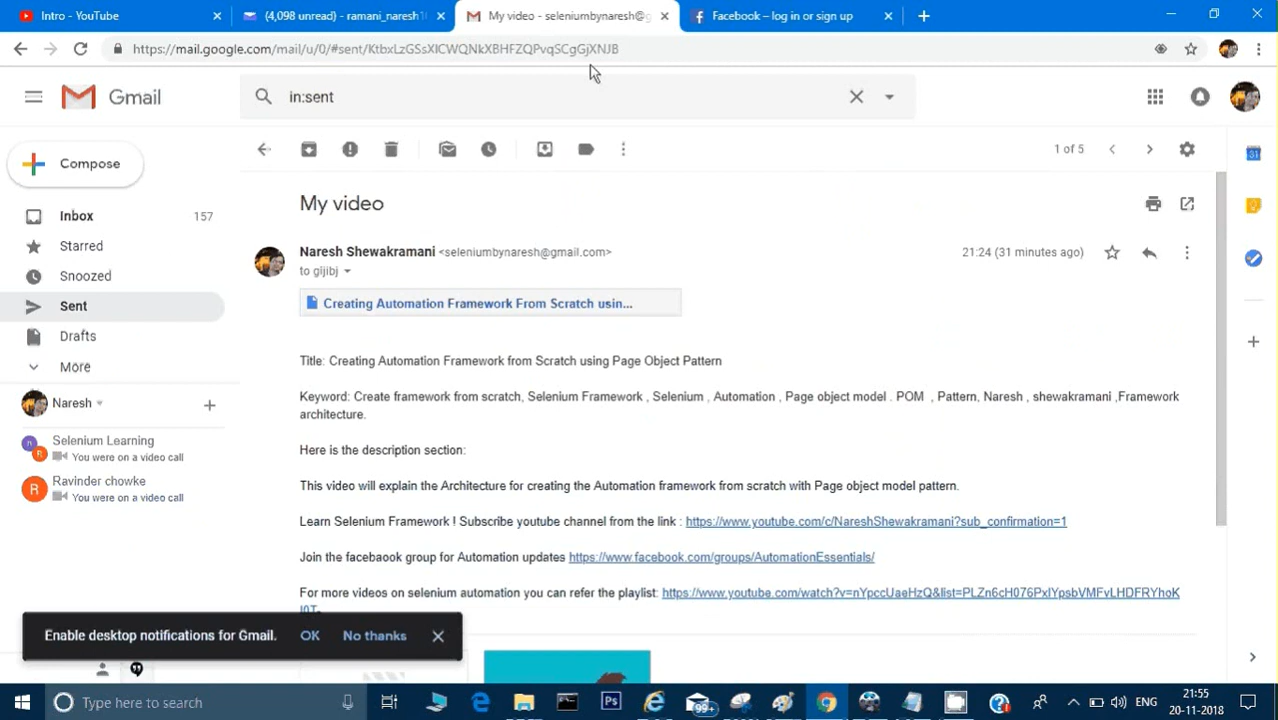 Intro - YouTube
(4,098 unread) - ramani_naresh1
My video - seleniumbynaresh@g
Facebook – log in or sign up
https://mail.google.com/mail/u/0/#sent/KtbxLzGSsXlCWQNkXBHFZQPvqSCgGjXNJB
Gmail
in:sent
Compose
1 of 5
Inbox 157
Starred
Snoozed
Sent
Drafts
More
Naresh
Selenium Learning
You were on a video call
Ravinder chowke
You were on a video call
My video
Naresh Shewakramani <seleniumbynaresh@gmail.com>
21:24 (31 minutes ago)
to gijibj
Creating Automation Framework From Scratch usin...
Title: Creating Automation Framework from Scratch using Page Object Pattern
Keyword: Create framework from scratch, Selenium Framework , Selenium , Automation , Page object model . POM , Pattern, Naresh , shewakramani ,Framework
architecture.
Here is the description section:
This video will explain the Architecture for creating the Automation framework from scratch with Page object model pattern.
Learn Selenium Framework ! Subscribe youtube channel from the link : https://www.youtube.com/c/NareshShewakramani?sub_confirmation=1
Join the facebaook group for Automation updates https://www.facebook.com/groups/AutomationEssentials/
For more videos on selenium automation you can refer the playlist: https://www.youtube.com/watch?v=nYpccUaeHzQ&list=PLZn6cH076PxIYpsbVMFvLHDFRYhoK
I0T-
Enable desktop notifications for Gmail. OK No thanks
Type here to search
99+
ENG
21:55
20-11-2018